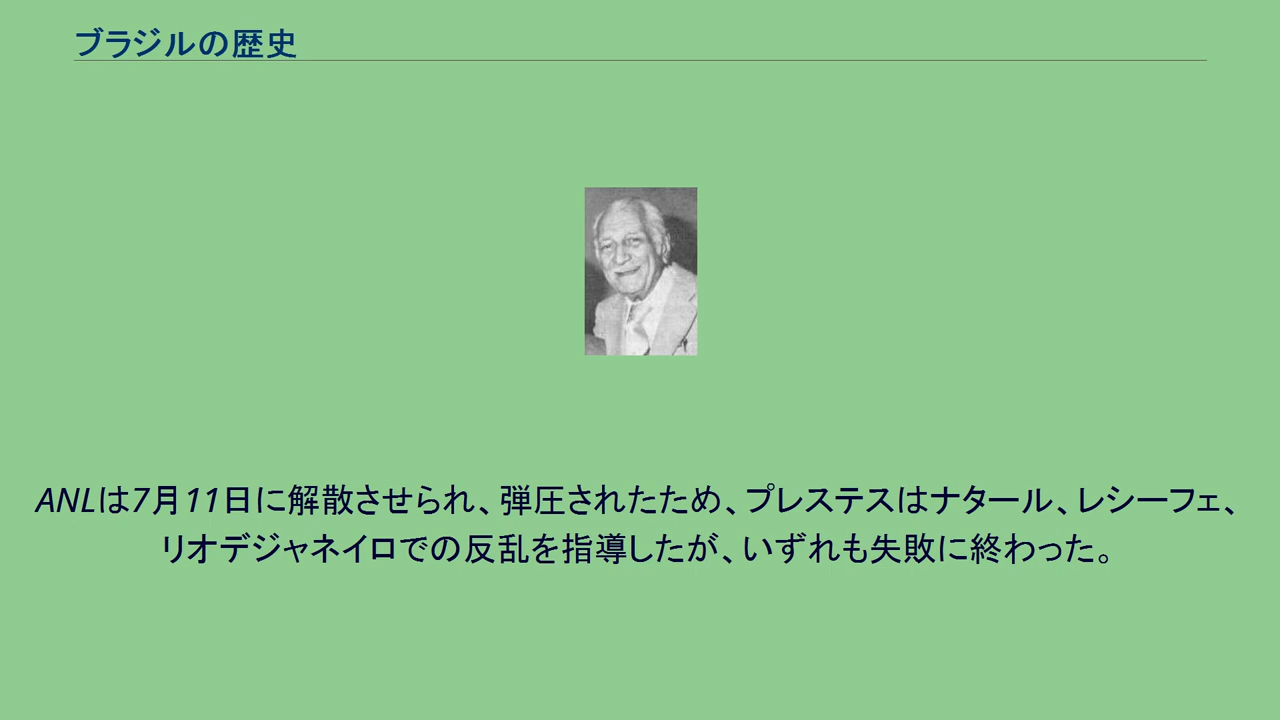 ブラジルの歴史
ANLは7月11日に解散させられ、弾圧されたため、プレステスはナタール、レシーフェ、
リオデジャネイロでの反乱を指導したが、いずれも失敗に終わった。